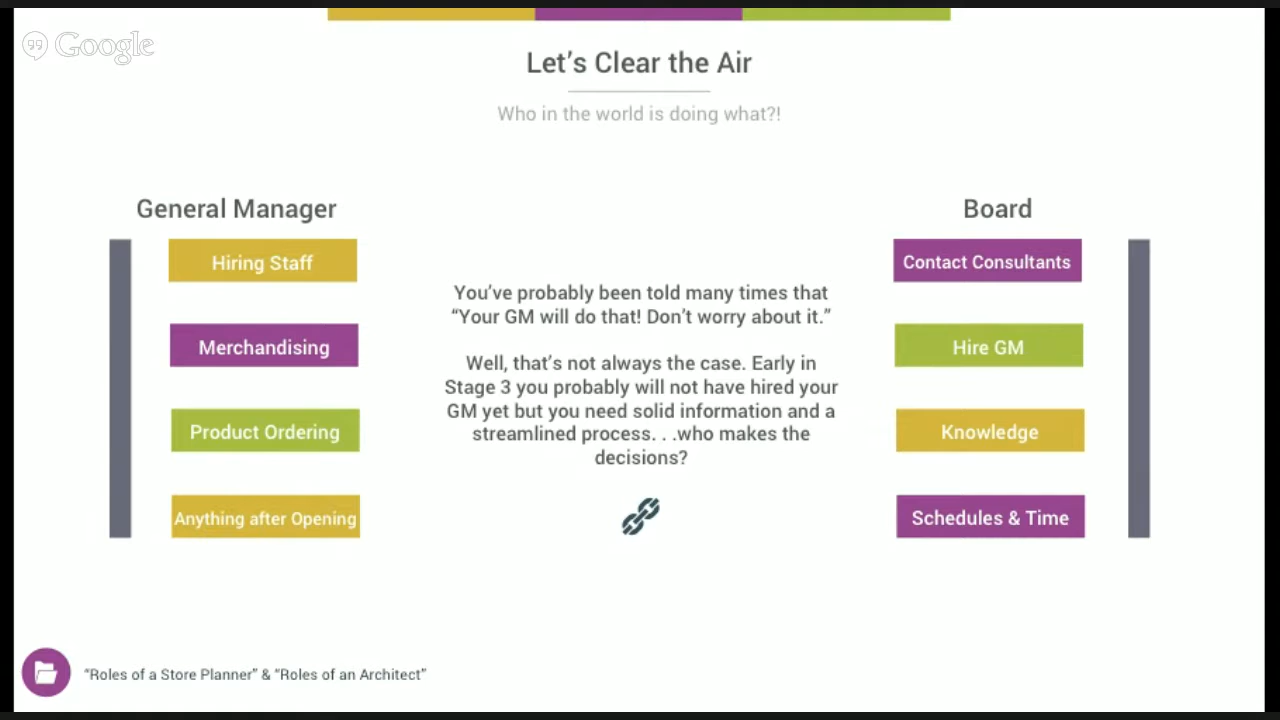 Google
Let's Clear the Air
Who in the world is doing what?!
General Manager
Hiring Staff
Merchandising
Product Ordering
Anything after Opening
You've probably been told many times that
“Your GM will do that! Don't worry about it.”
Well, that's not always the case. Early in
Stage 3 you probably will not have hired your
GM yet but you need solid information and a
streamlined process. . .who makes the
decisions?
Board
Contact Consultants
Hire GM
Knowledge
Schedules & Time
“Roles of a Store Planner” & “Roles of an Architect”